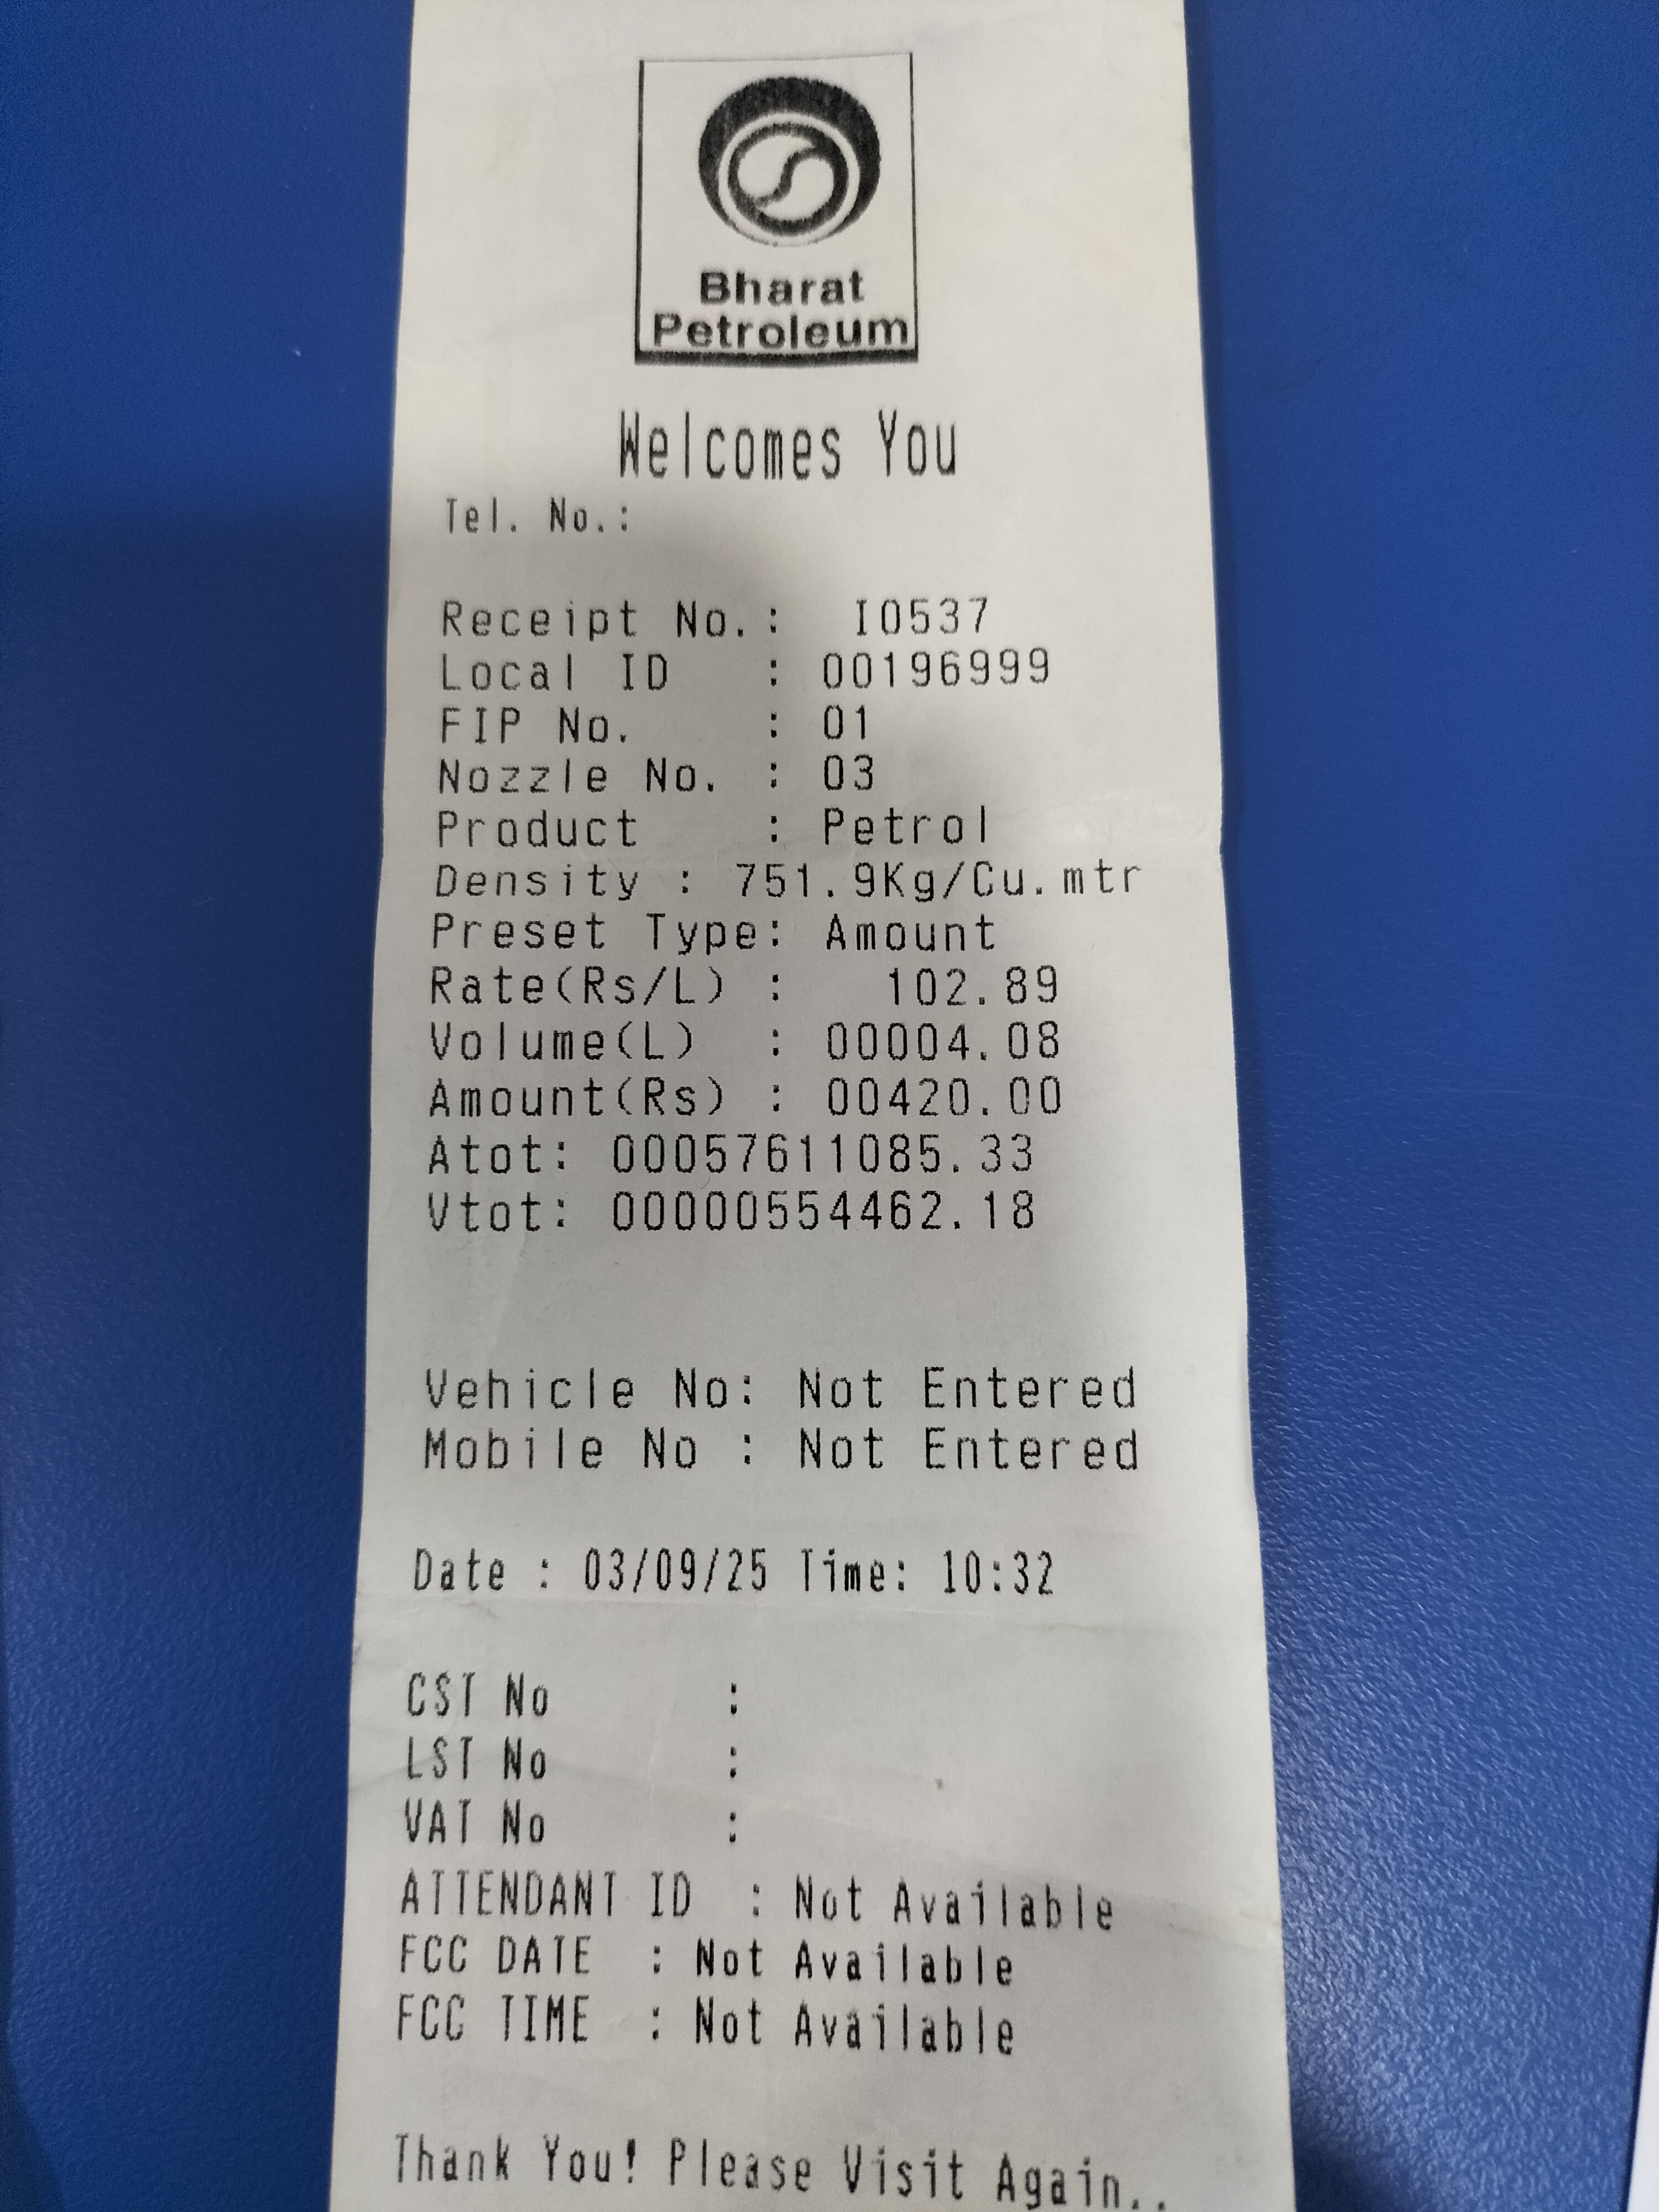 Bharat
Petroleum
Welcomes You
Tel. No.:
Receipt No.: I0537
Local ID : 00196999
FIP No. : 01
Nozzle No. : 03
Product : Petrol
Density : 751.9Kg/Cu.mtr
Preset Type: Amount
Rate(Rs/L) : 102.89
Volume(L) : 00004.08
Amount(Rs) : 00420.00
Atot: 00057611085.33
Vtot: 00000554462.18
Vehicle No: Not Entered
Mobile No : Not Entered
Date : 03/09/25 Time: 10:32
CST No :
LST No :
VAT No :
ATTENDANT ID : Not Available
FCC DATE : Not Available
FCC TIME : Not Available
Thank You! Please Visit Again..